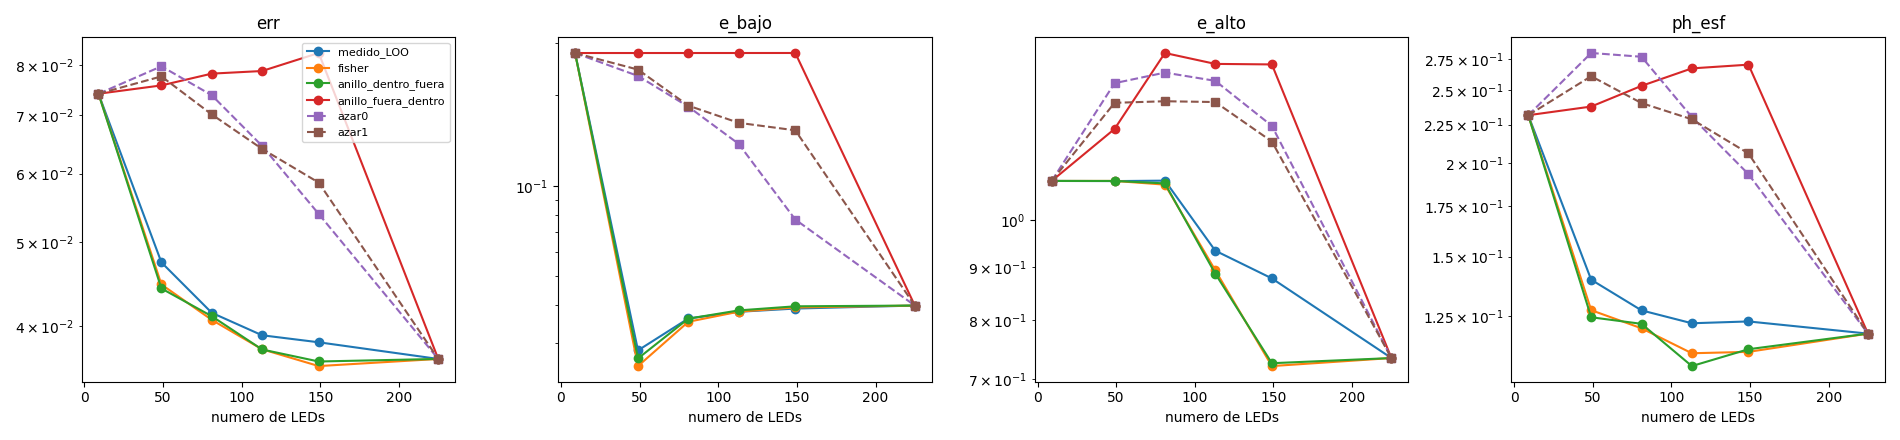 err
8 × 10⁻²
7 × 10⁻²
6 × 10⁻²
5 × 10⁻²
4 × 10⁻²
medido_LOO
fisher
anillo_dentro_fuera
anillo_fuera_dentro
azar0
azar1
0 50 100 150 200
numero de LEDs
e_bajo
10⁻¹
0 50 100 150 200
numero de LEDs
e_alto
10⁰
9 × 10⁻¹
8 × 10⁻¹
7 × 10⁻¹
0 50 100 150 200
numero de LEDs
ph_esf
2.75 × 10⁻¹
2.5 × 10⁻¹
2.25 × 10⁻¹
2 × 10⁻¹
1.75 × 10⁻¹
1.5 × 10⁻¹
1.25 × 10⁻¹
0 50 100 150 200
numero de LEDs